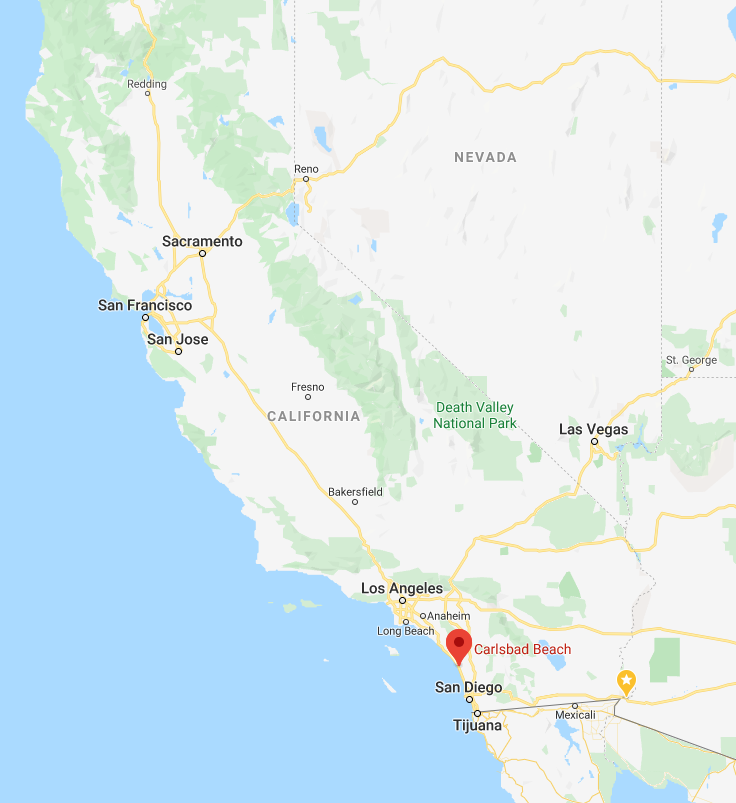 Redding
NEVADA
Reno
Sacramento
San Francisco
San Jose
St. George
Fresno
CALIFORNIA
Death Valley
National Park
Las Vegas
Bakersfield
Los Angeles
Anaheim
Long Beach
Carlsbad Beach
San Diego
Mexicali
Tijuana